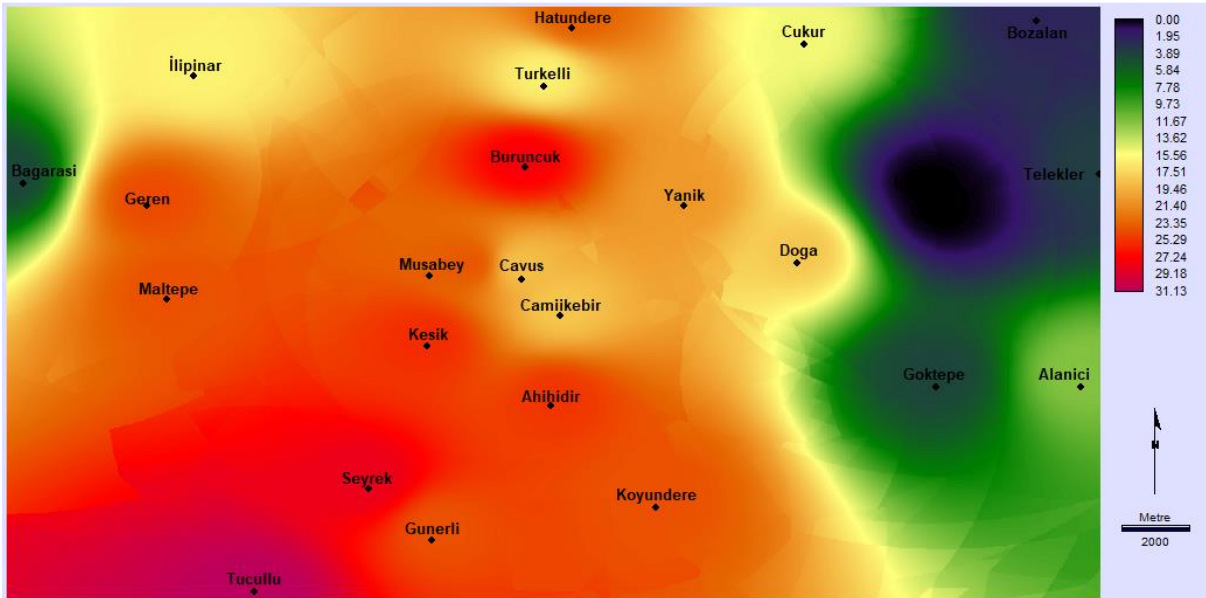 Hatundere
Cukur
Bozalan
İlipinar
Turkelli
Buruncuk
Bagarasi
Telekler
Geren
Yanik
Doga
Musabey
Cavus
Maltepe
Camiikebir
Kesik
Goktepe
Alanici
Ahihidir
Seyrek
Koyundere
Gunerli
Tucullu
0.00
1.95
3.89
5.84
7.78
9.73
11.67
13.62
15.56
17.51
19.46
21.40
23.35
25.29
27.24
29.18
31.13
N
Metre
2000